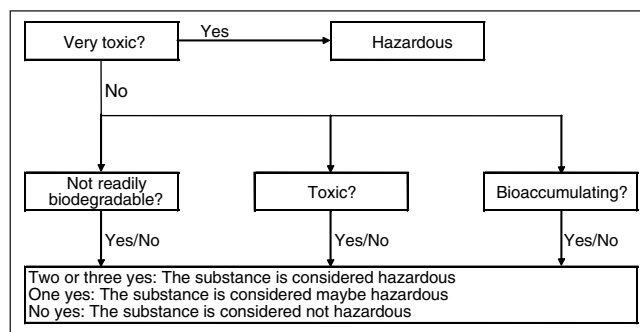 Very toxic?
Yes
Hazardous
No
Not readily
biodegradable?
Toxic?
Bioaccumulating?
Yes/No
Yes/No
Yes/No
Two or three yes: The substance is considered hazardous
One yes: The substance is considered maybe hazardous
No yes: The substance is considered not hazardous